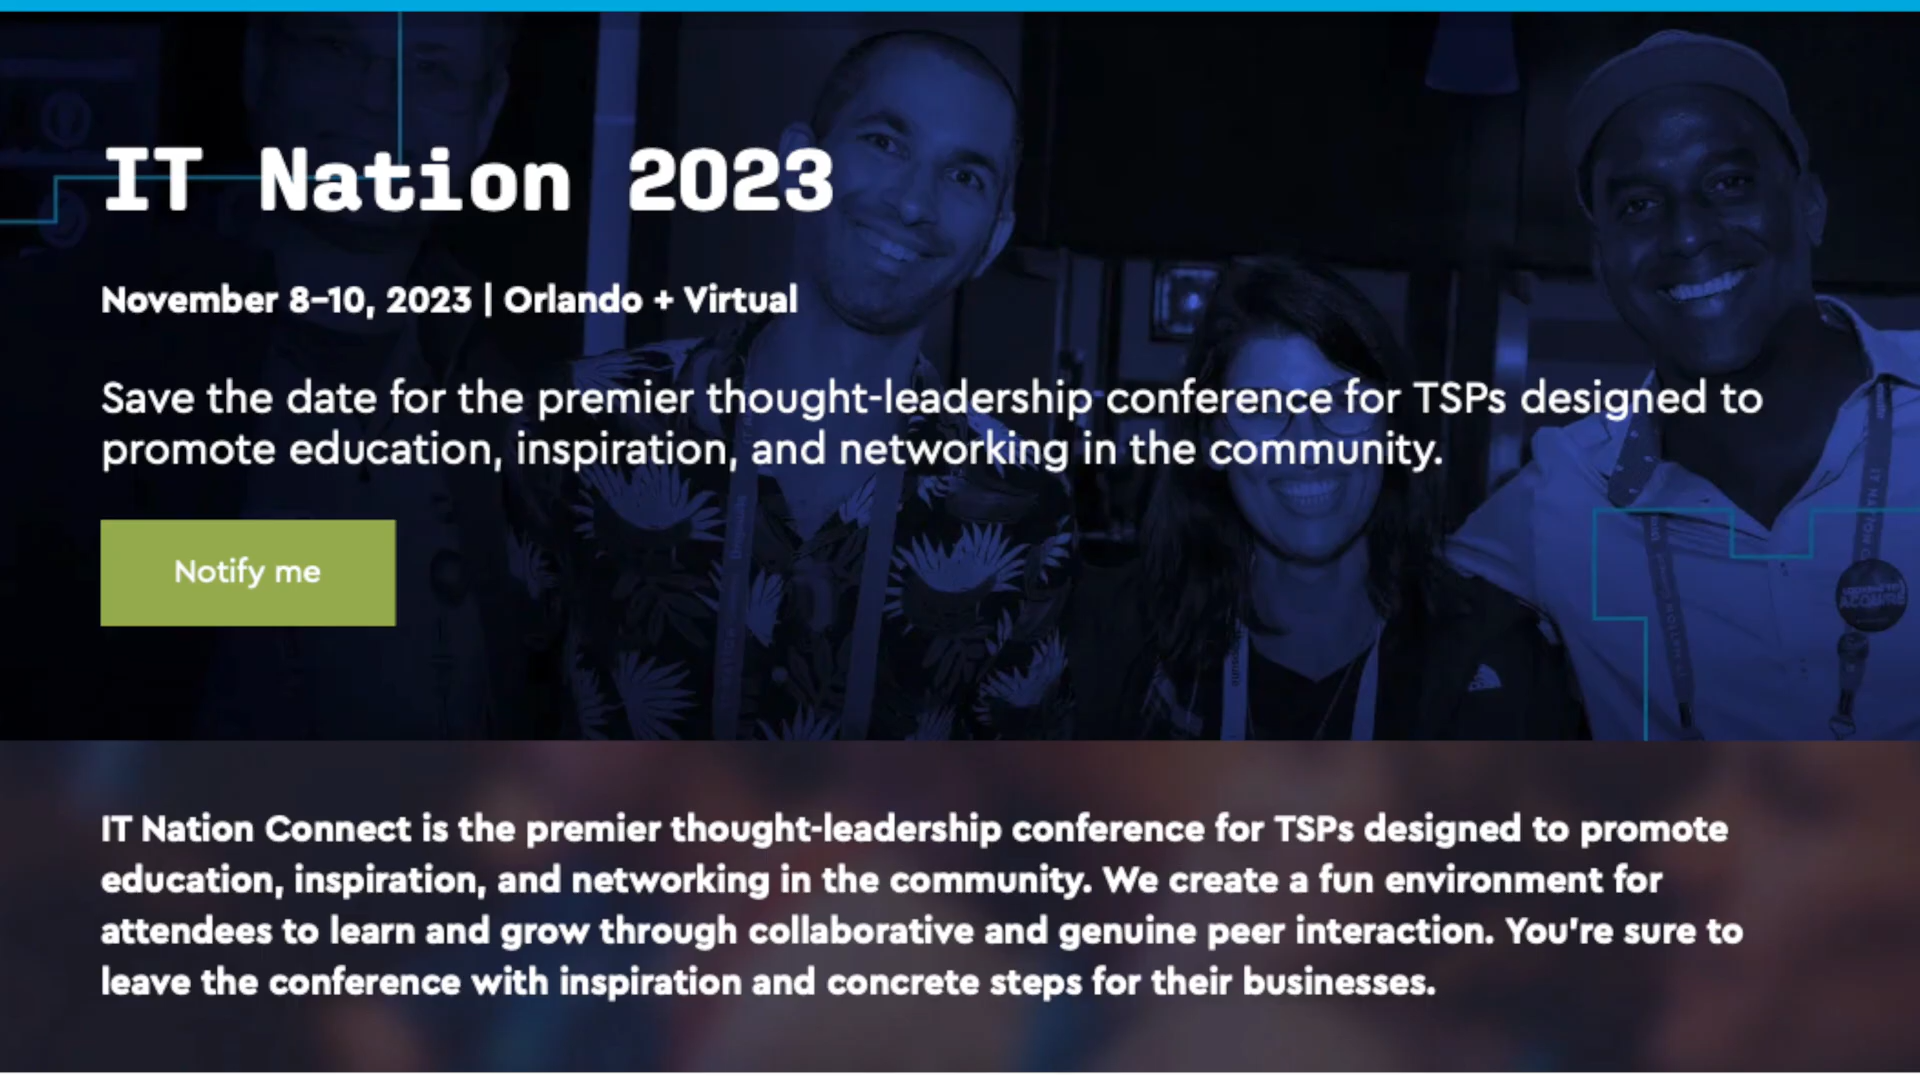 IT Nation 2023
November 8–10, 2023 | Orlando + Virtual
Save the date for the premier thought-leadership conference for TSPs designed to
promote education, inspiration, and networking in the community.
Notify me
IT Nation Connect is the premier thought-leadership conference for TSPs designed to promote
education, inspiration, and networking in the community. We create a fun environment for
attendees to learn and grow through collaborative and genuine peer interaction. You're sure to
leave the conference with inspiration and concrete steps for their businesses.